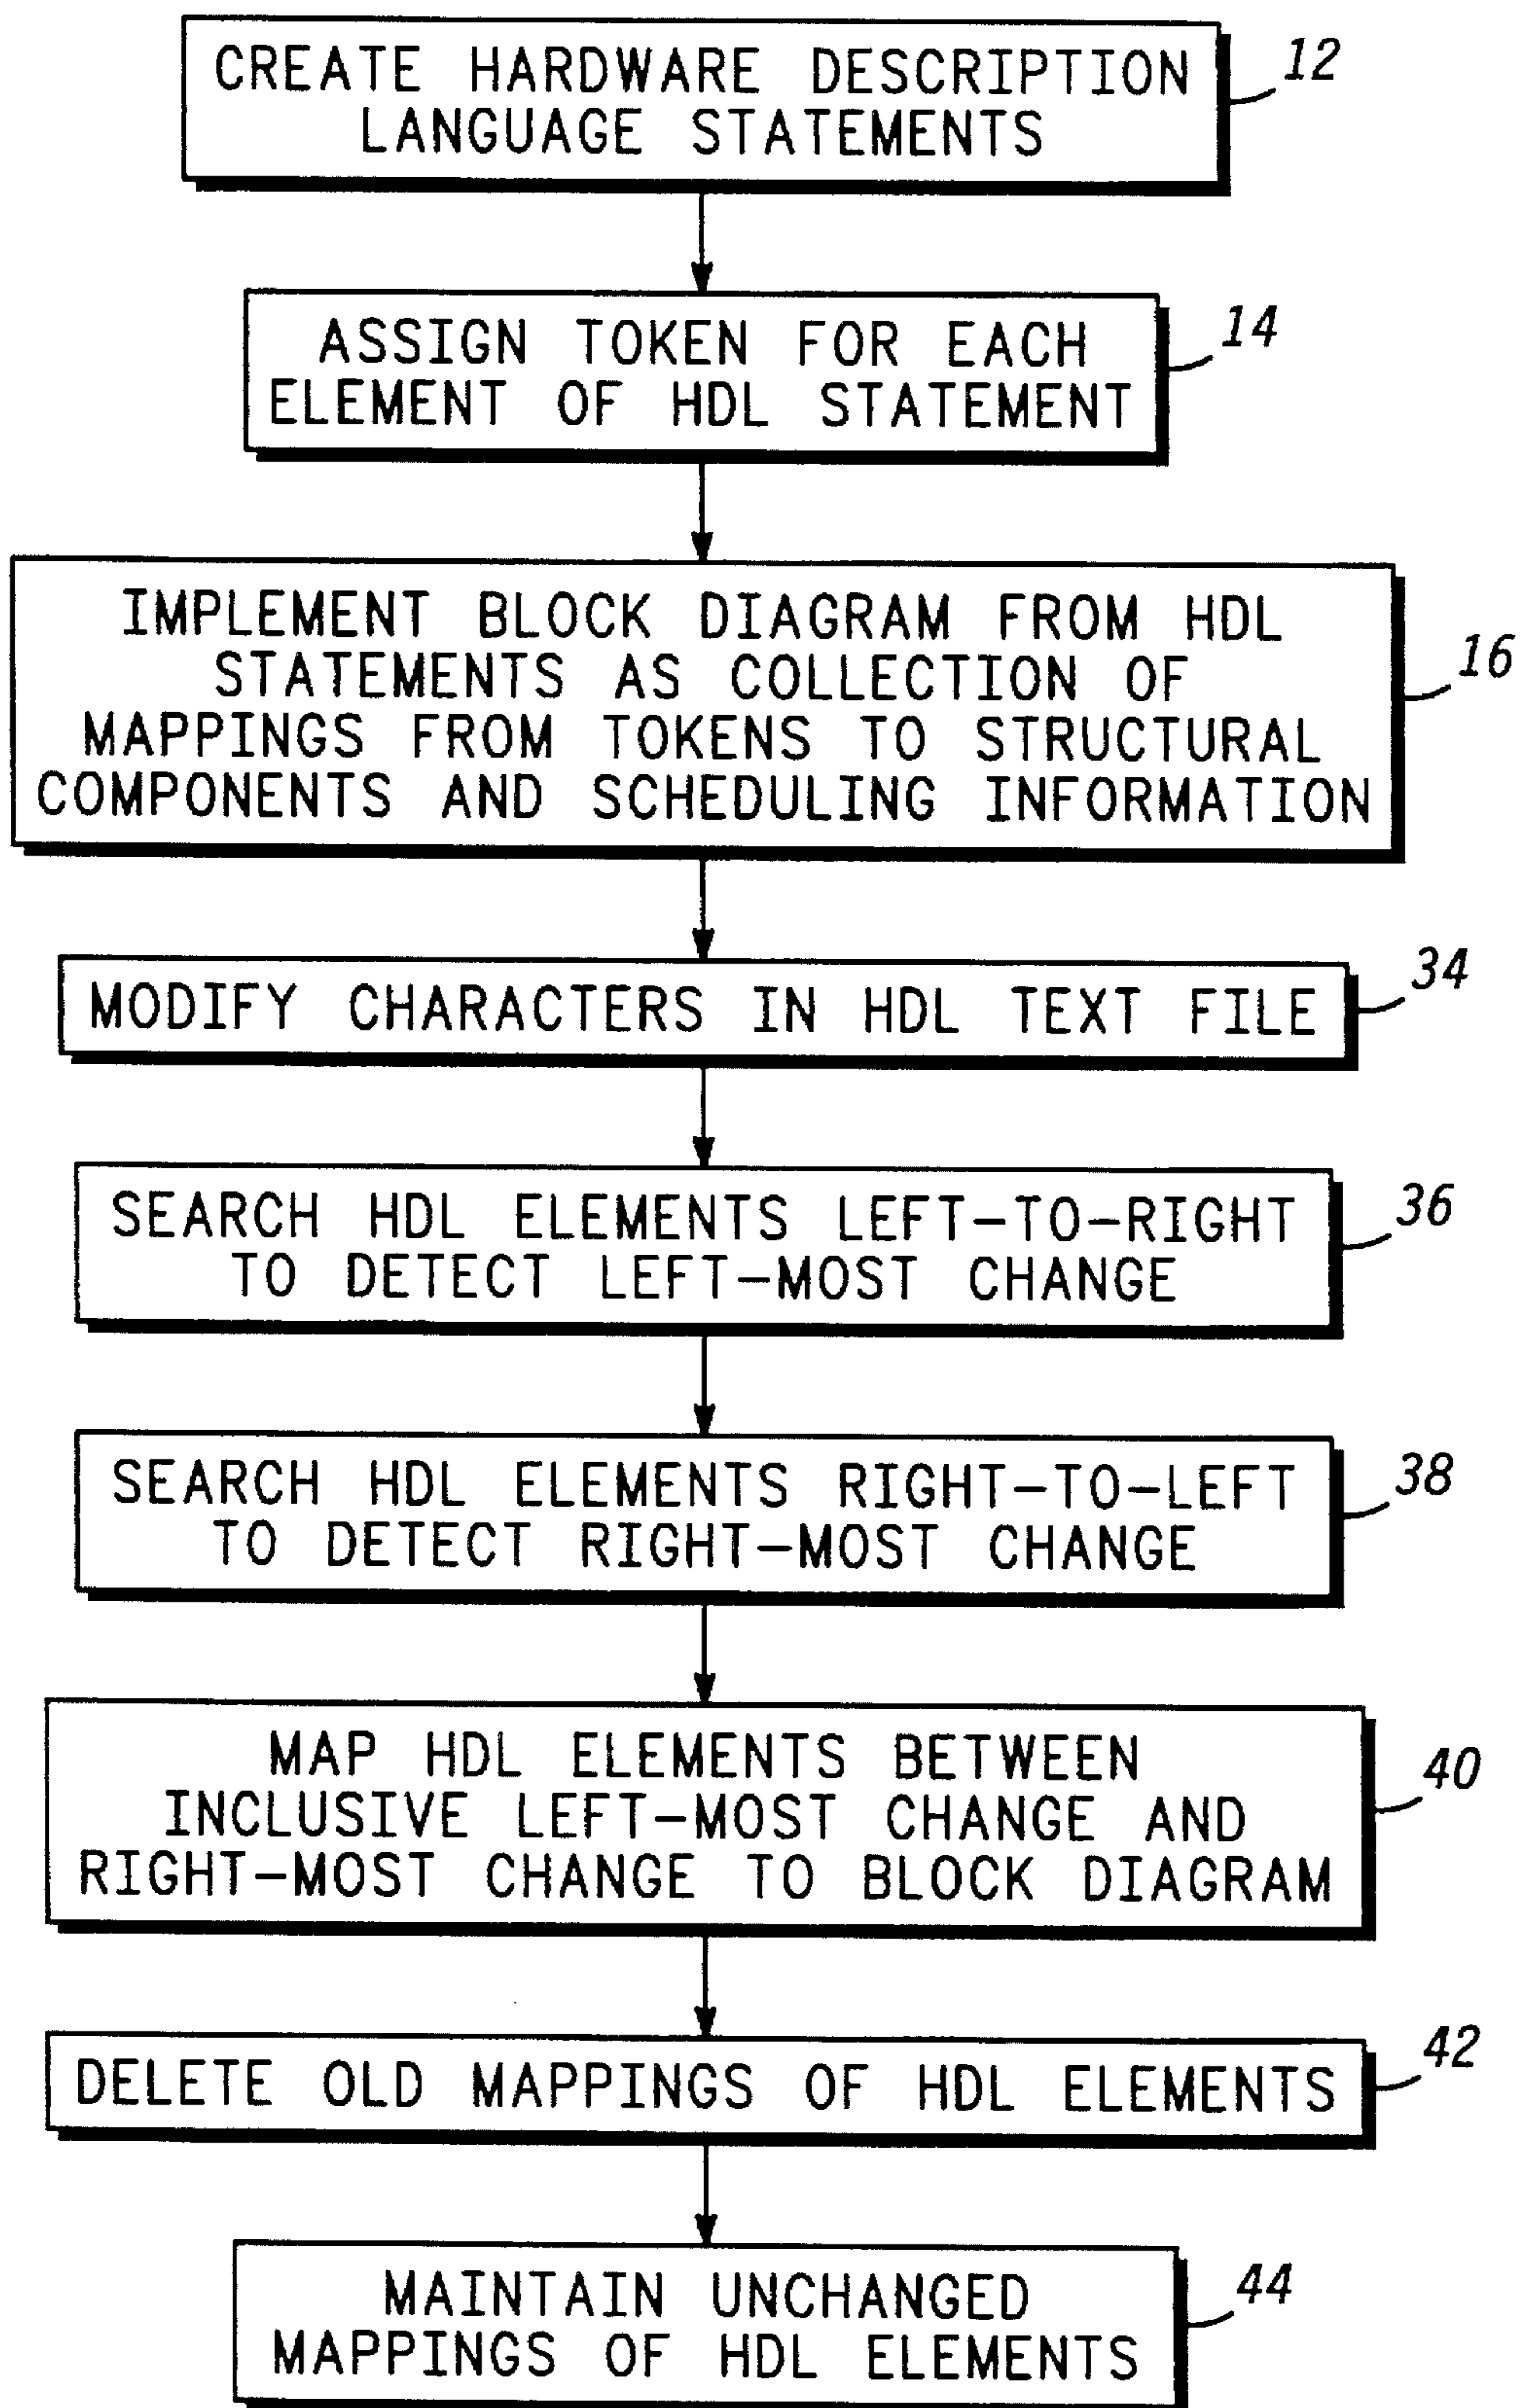 CREATE HARDWARE DESCRIPTION
LANGUAGE STATEMENTS
12
ASSIGN TOKEN FOR EACH
ELEMENT OF HDL STATEMENT
14
IMPLEMENT BLOCK DIAGRAM FROM HDL
STATEMENTS AS COLLECTION OF
MAPPINGS FROM TOKENS TO STRUCTURAL
COMPONENTS AND SCHEDULING INFORMATION
16
MODIFY CHARACTERS IN HDL TEXT FILE
34
SEARCH HDL ELEMENTS LEFT-TO-RIGHT
TO DETECT LEFT-MOST CHANGE
36
SEARCH HDL ELEMENTS RIGHT-TO-LEFT
TO DETECT RIGHT-MOST CHANGE
38
MAP HDL ELEMENTS BETWEEN
INCLUSIVE LEFT-MOST CHANGE AND
RIGHT-MOST CHANGE TO BLOCK DIAGRAM
40
DELETE OLD MAPPINGS OF HDL ELEMENTS
42
MAINTAIN UNCHANGED
MAPPINGS OF HDL ELEMENTS
44